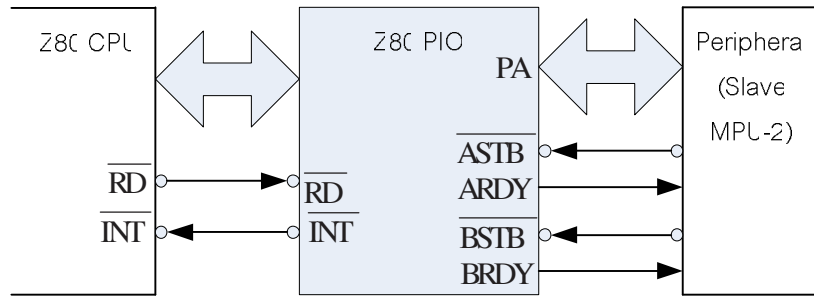 Z80 CPU
RD
INT
Z80 PIO
PA
RD
INT
ASTB
ARDY
BSTB
BRDY
Periphera
(Slave
MPU-2)